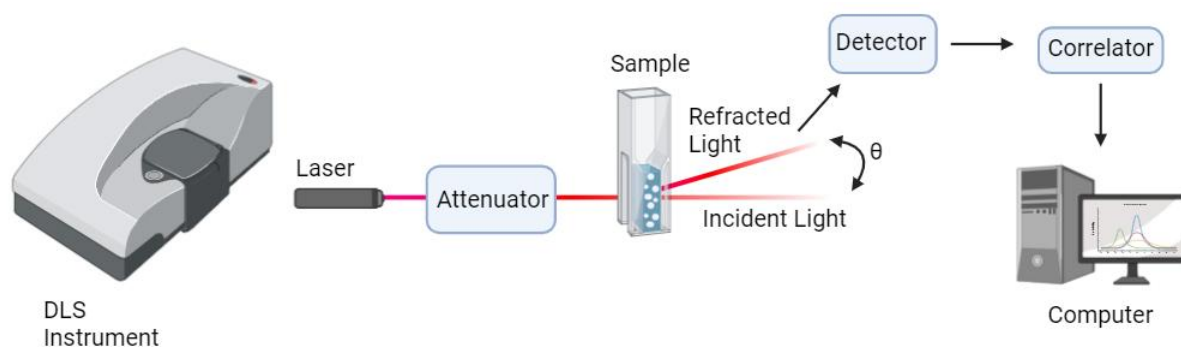 DLS
Instrument
Laser
Attenuator
Sample
Refracted
Light
Incident Light
θ
Detector
Correlator
Computer